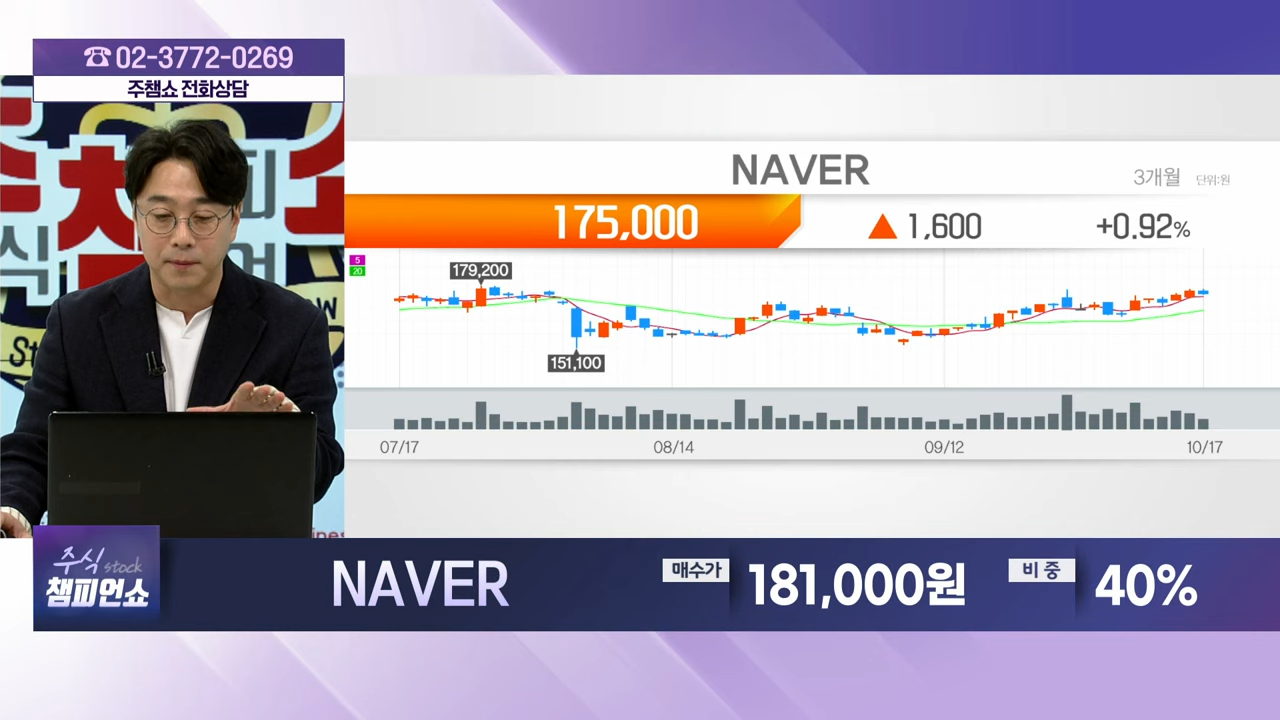 ☎02-3772-0269
주챔쇼 전화상담
NAVER
3개월 단위:원
175,000 ▲ 1,600 +0.92%
5
20
179,200
151,100
07/17 08/14 09/12 10/17
주식 stock
챔피언쇼
NAVER 매수가 181,000원 비중 40%